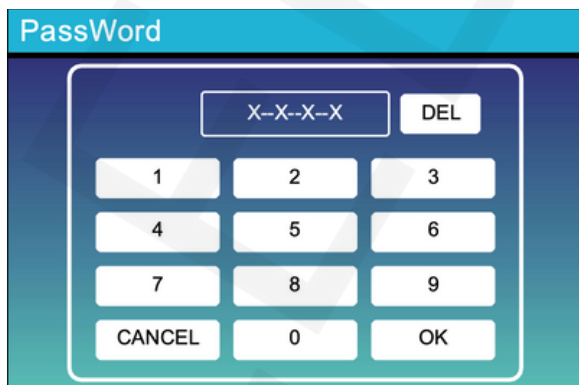 PassWord
X--X--X--X DEL
1 2 3
4 5 6
7 8 9
CANCEL 0 OK